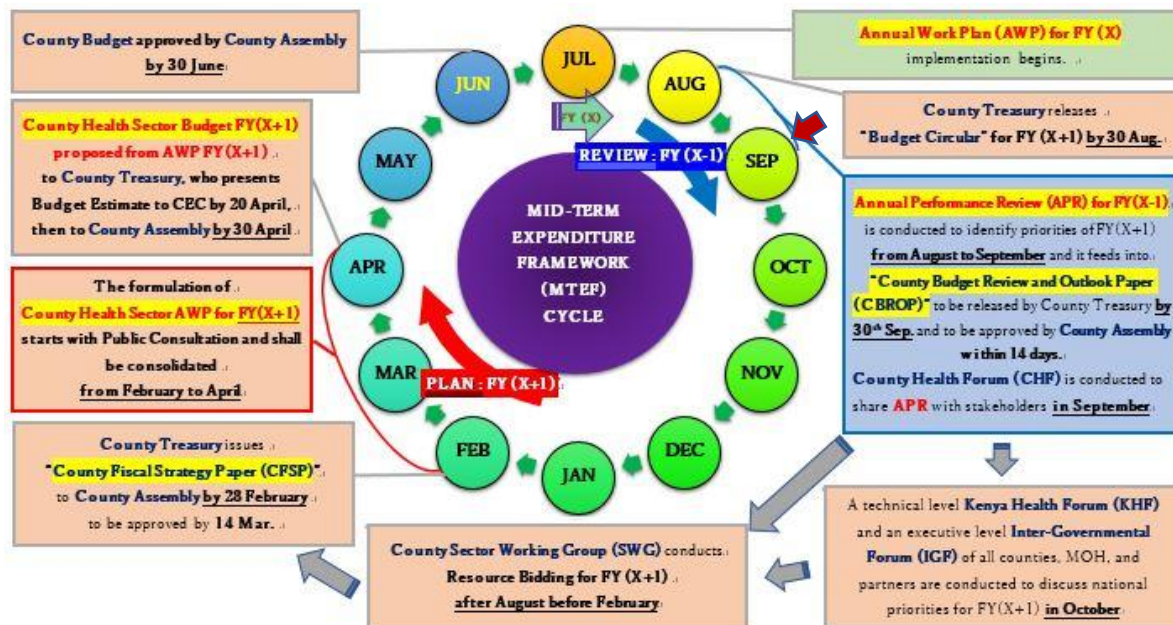 County Budget approved by County Assembly
by 30 June
County Health Sector Budget FY(X+1)
proposed from AWP FY(X+1)
to County Treasury, who presents
Budget Estimate to CEC by 20 April,
then to County Assembly by 30 April
The formulation of
County Health Sector AWP for FY(X+1)
starts with Public Consultation and shall
be consolidated
from February to April
County Treasury issues
"County Fiscal Strategy Paper (CFSP)"
to County Assembly by 28 February
to be approved by 14 Mar.
JUL
AUG
SEP
OCT
NOV
DEC
JAN
FEB
MAR
APR
MAY
JUN
FY (X)
REVIEW : FY (X-1)
MID-TERM
EXPENDITURE
FRAMEWORK
(MTEF)
CYCLE
PLAN : FY (X+1)
County Sector Working Group (SWG) conducts
Resource Bidding for FY (X+1)
after August before February
Annual Work Plan (AWP) for FY (X)
implementation begins.
County Treasury releases
"Budget Circular" for FY (X+1) by 30 Aug.
Annual Performance Review (APR) for FY(X-1)
is conducted to identify priorities of FY(X+1)
from August to September and it feeds into
"County Budget Review and Outlook Paper
(CBROP)" to be released by County Treasury by
30th Sep. and to be approved by County Assembly
within 14 days.
County Health Forum (CHF) is conducted to
share APR with stakeholders in September
A technical level Kenya Health Forum (KHF)
and an executive level Inter-Governmental
Forum (IGF) of all counties, MOH, and
partners are conducted to discuss national
priorities for FY(X+1) in October